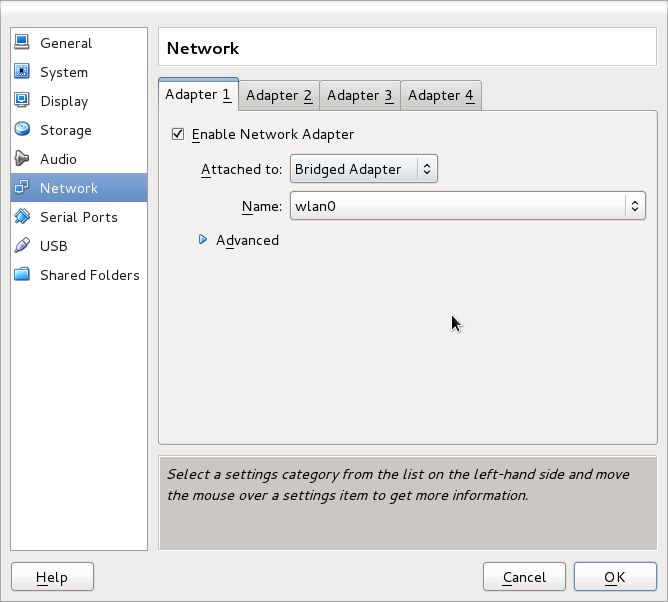 General
System
Display
Storage
Audio
Network
Serial Ports
USB
Shared Folders
Network
Adapter 1
Adapter 2
Adapter 3
Adapter 4
Enable Network Adapter
Attached to: Bridged Adapter
Name: wlan0
Advanced
Select a settings category from the list on the left-hand side and move
the mouse over a settings item to get more information.
Help
Cancel
OK